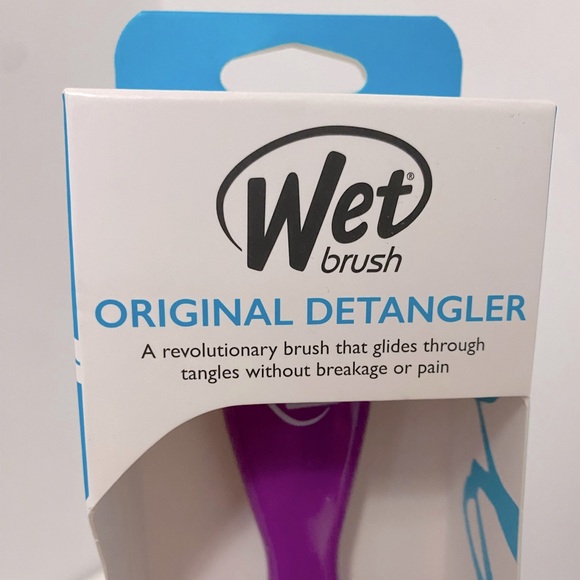 Wet®
brush
ORIGINAL DETANGLER
A revolutionary brush that glides through
tangles without breakage or pain